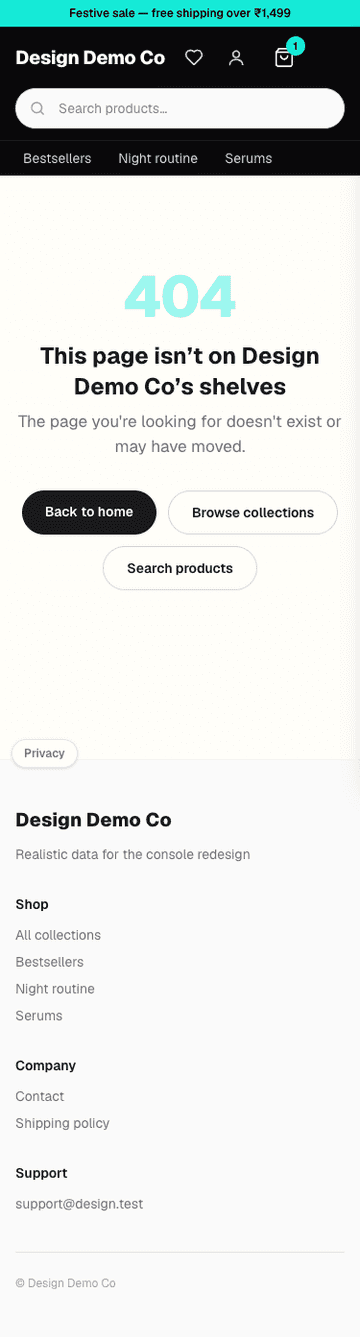 Festive sale — free shipping over ₹1,499
Design Demo Co
1
Search products…
Bestsellers
Night routine
Serums
404
This page isn’t on Design
Demo Co’s shelves
The page you're looking for doesn't exist or
may have moved.
Back to home
Browse collections
Search products
Privacy
Design Demo Co
Realistic data for the console redesign
Shop
All collections
Bestsellers
Night routine
Serums
Company
Contact
Shipping policy
Support
support@design.test
© Design Demo Co